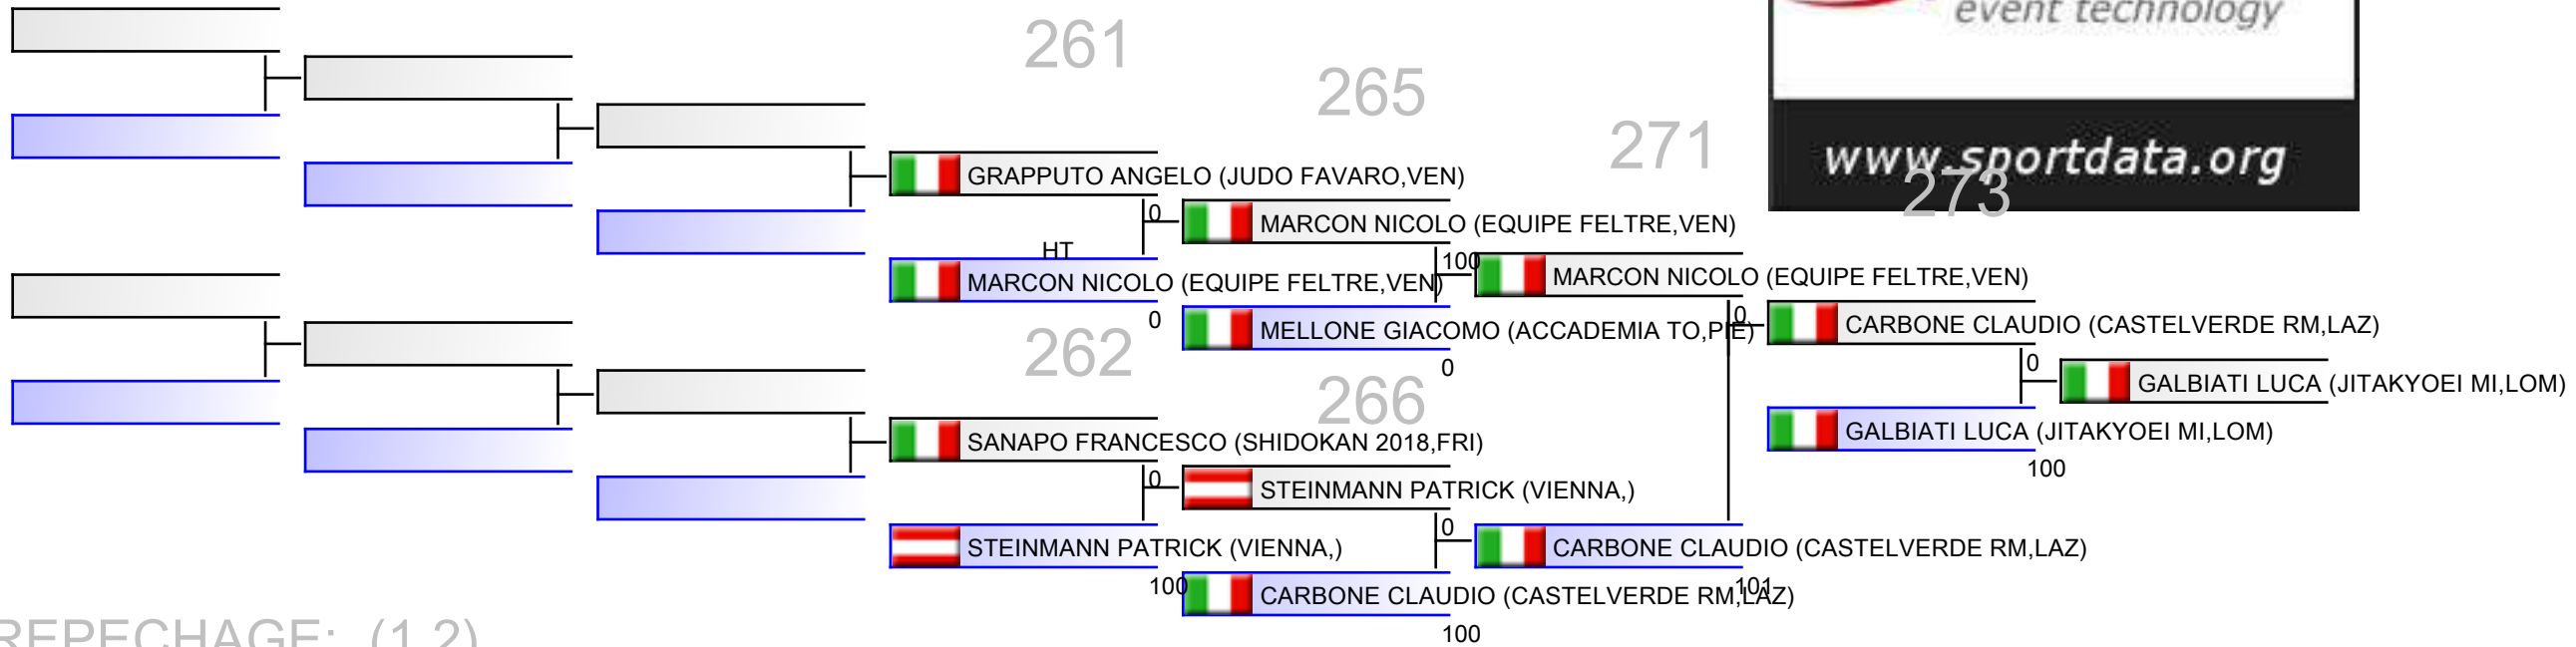 event technology
261
265
271
www.sportdata.org
273
GRAPPUTO ANGELO (JUDO FAVARO,VEN)
0
MARCON NICOLO (EQUIPE FELTRE,VEN)
HT
100
MARCON NICOLO (EQUIPE FELTRE,VEN)
MARCON NICOLO (EQUIPE FELTRE,VEN)
0
0
MELLONE GIACOMO (ACCADEMIA TO,PIE)
CARBONE CLAUDIO (CASTELVERDE RM,LAZ)
262
0
0
GALBIATI LUCA (JITAKYOEI MI,LOM)
266
SANAPO FRANCESCO (SHIDOKAN 2018,FRI)
GALBIATI LUCA (JITAKYOEI MI,LOM)
100
0
STEINMANN PATRICK (VIENNA,)
0
STEINMANN PATRICK (VIENNA,)
CARBONE CLAUDIO (CASTELVERDE RM,LAZ)
100
101
CARBONE CLAUDIO (CASTELVERDE RM,LAZ)
REPECHAGE: (1,2)
100